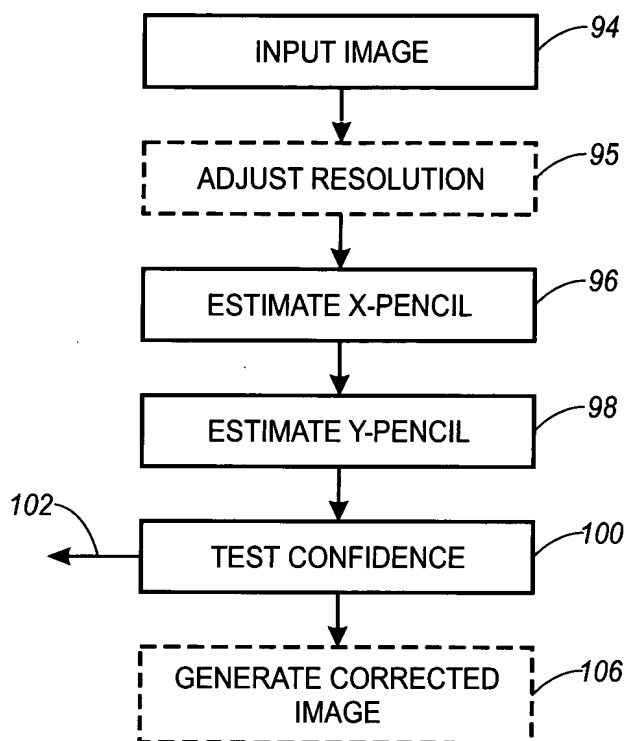 INPUT IMAGE
94
ADJUST RESOLUTION
95
ESTIMATE X-PENCIL
96
ESTIMATE Y-PENCIL
98
102
TEST CONFIDENCE
100
GENERATE CORRECTED
IMAGE
106